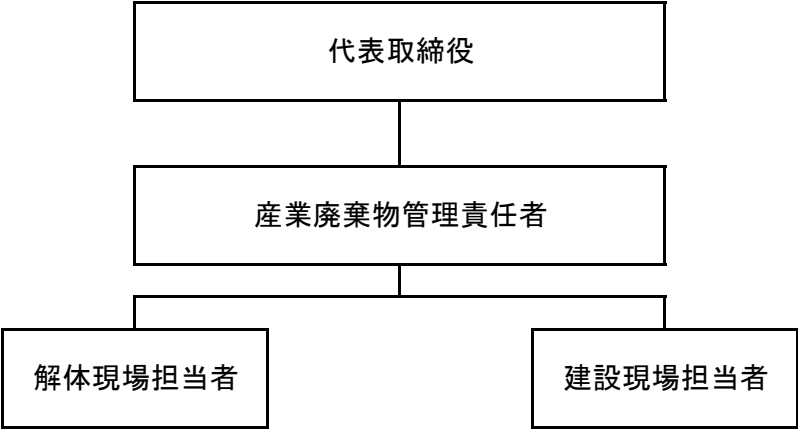 代表取締役
産業廃棄物管理責任者
解体現場担当者
建設現場担当者